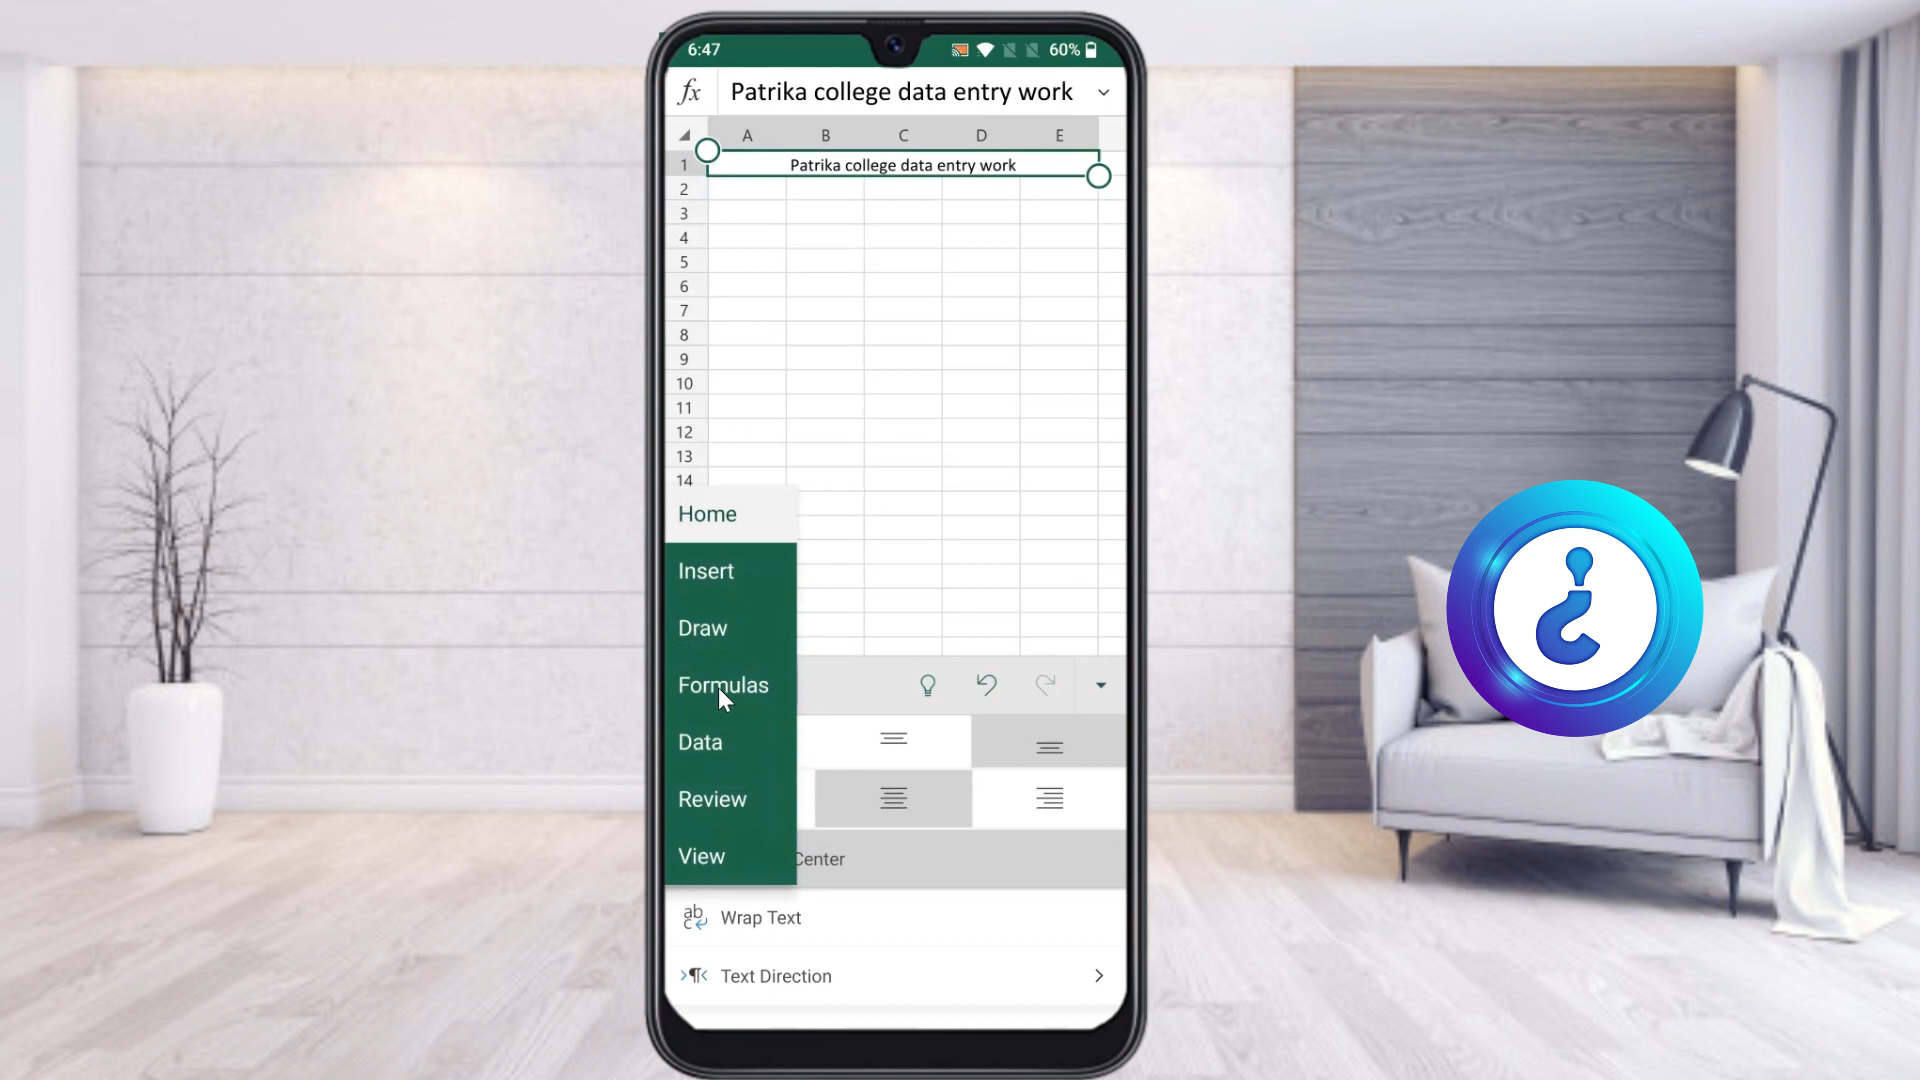 6:47
60%
fx Patrika college data entry work
A B C D E
1 Patrika college data entry work
2
3
4
5
6
7
8
9
10
11
12
13
14
Home
Insert
Draw
Formulas
Data
Review
View
Center
ab
c
Wrap Text
Text Direction